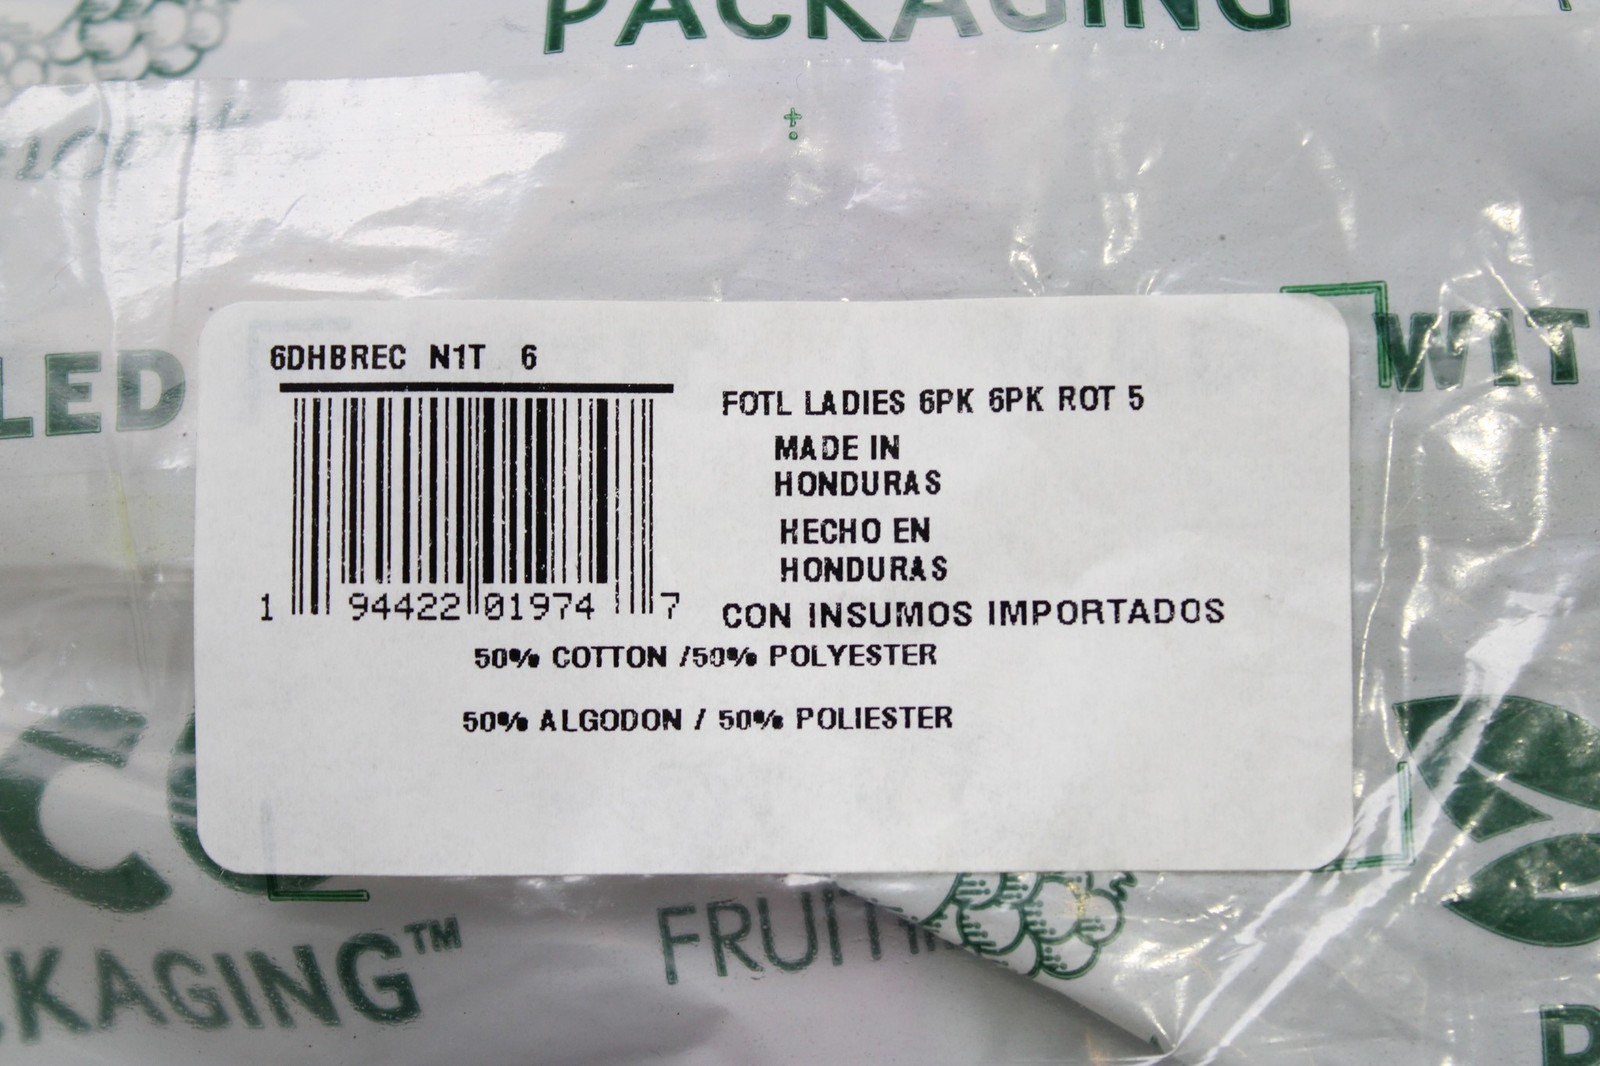 PACKAGING
LED
WIT
6DHBREC N1T 6
FOTL LADIES 6PK 6PK ROT 5
MADE IN
HONDURAS
HECHO EN
HONDURAS
1 94422 01974 7
CON INSUMOS IMPORTADOS
50% COTTON /50% POLYESTER
50% ALGODON / 50% POLIESTER
FRUIT
CKAGING™